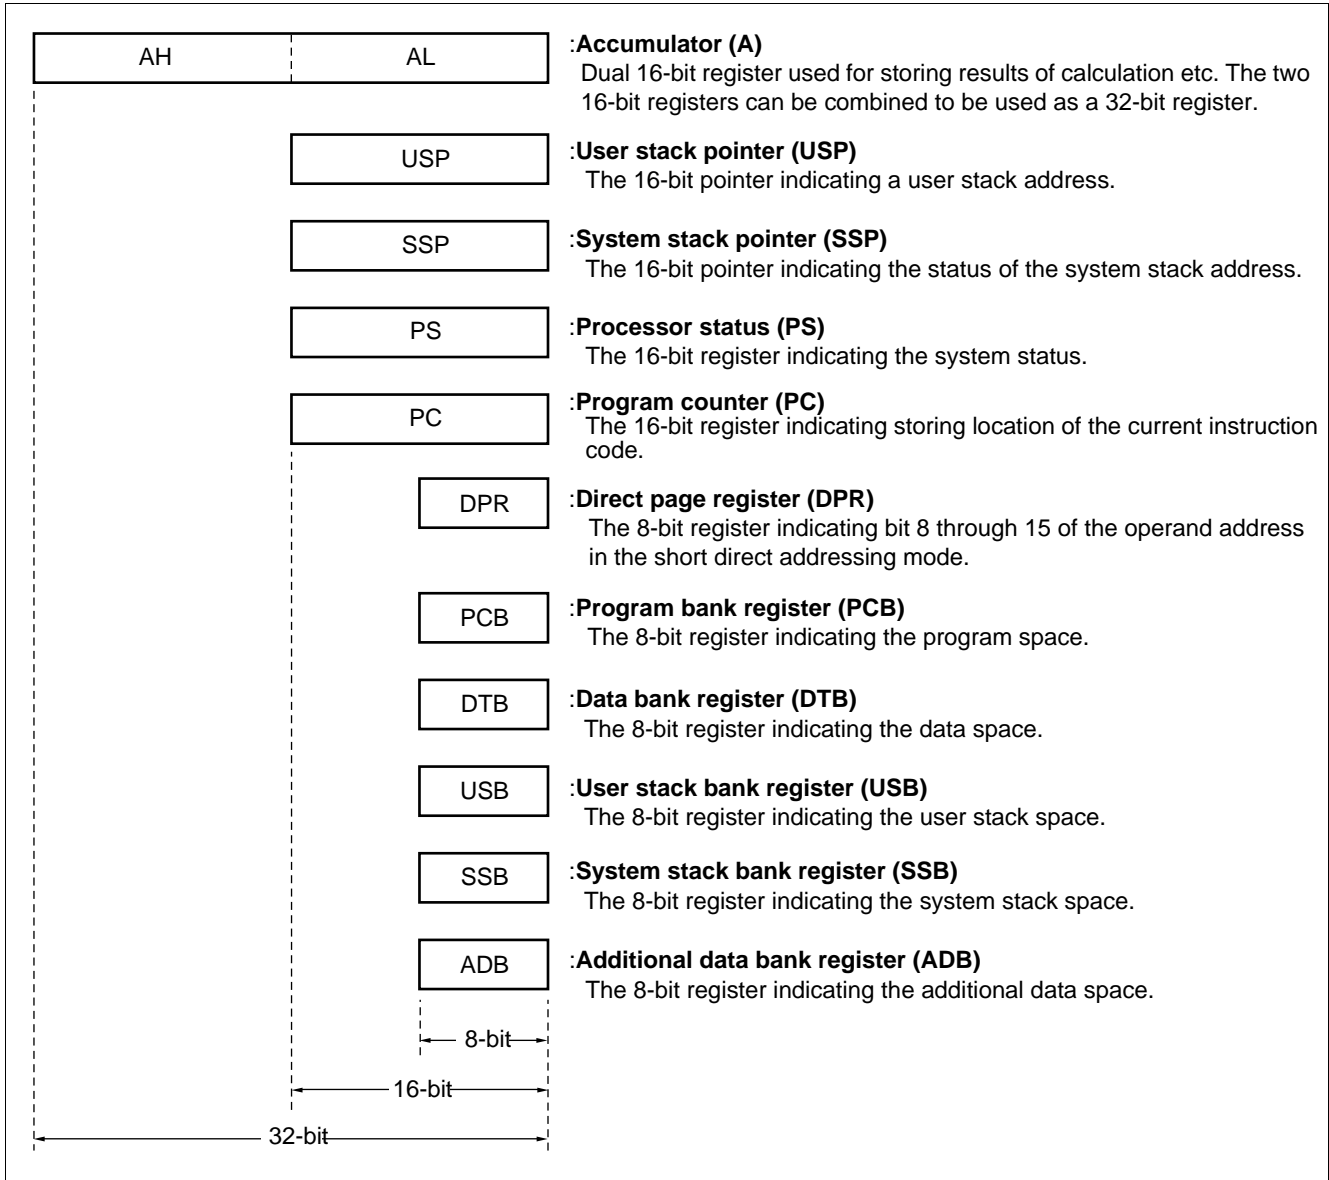 AH AL :Accumulator (A)
Dual 16-bit register used for storing results of calculation etc. The two
16-bit registers can be combined to be used as a 32-bit register.
USP :User stack pointer (USP)
The 16-bit pointer indicating a user stack address.
SSP :System stack pointer (SSP)
The 16-bit pointer indicating the status of the system stack address.
PS :Processor status (PS)
The 16-bit register indicating the system status.
PC :Program counter (PC)
The 16-bit register indicating storing location of the current instruction
code.
DPR :Direct page register (DPR)
The 8-bit register indicating bit 8 through 15 of the operand address
in the short direct addressing mode.
PCB :Program bank register (PCB)
The 8-bit register indicating the program space.
DTB :Data bank register (DTB)
The 8-bit register indicating the data space.
USB :User stack bank register (USB)
The 8-bit register indicating the user stack space.
SSB :System stack bank register (SSB)
The 8-bit register indicating the system stack space.
ADB :Additional data bank register (ADB)
The 8-bit register indicating the additional data space.
8-bit
16-bit
32-bit